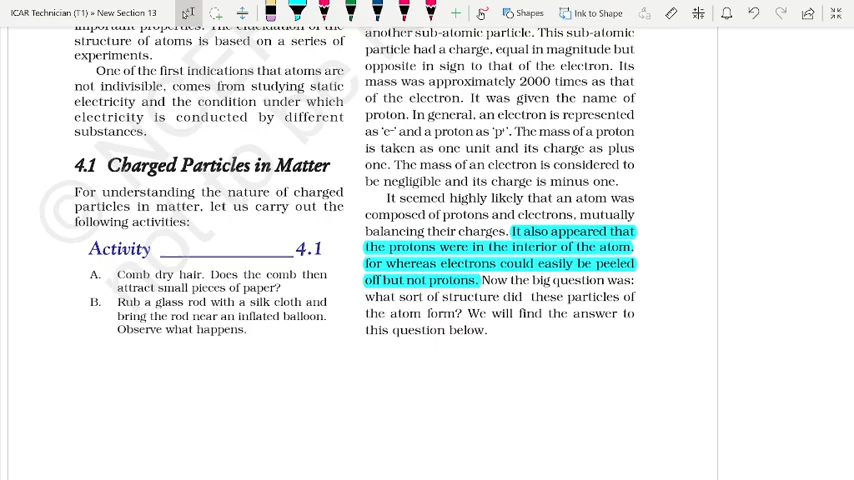 ICAR Technician (T1) » New Section 13
Shapes
Ink to Shape
important properties. The elucidation of the
structure of atoms is based on a series of
experiments.
One of the first indications that atoms are
not indivisible, comes from studying static
electricity and the condition under which
electricity is conducted by different
substances.
4.1 Charged Particles in Matter
For understanding the nature of charged
particles in matter, let us carry out the
following activities:
Activity ______________ 4.1
A. Comb dry hair. Does the comb then
attract small pieces of paper?
B. Rub a glass rod with a silk cloth and
bring the rod near an inflated balloon.
Observe what happens.
another sub-atomic particle. This sub-atomic
particle had a charge, equal in magnitude but
opposite in sign to that of the electron. Its
mass was approximately 2000 times as that
of the electron. It was given the name of
proton. In general, an electron is represented
as ‘e⁻’ and a proton as ‘p⁺’. The mass of a proton
is taken as one unit and its charge as plus
one. The mass of an electron is considered to
be negligible and its charge is minus one.
It seemed highly likely that an atom was
composed of protons and electrons, mutually
balancing their charges. It also appeared that
the protons were in the interior of the atom,
for whereas electrons could easily be peeled
off but not protons. Now the big question was:
what sort of structure did these particles of
the atom form? We will find the answer to
this question below.
©
not to be